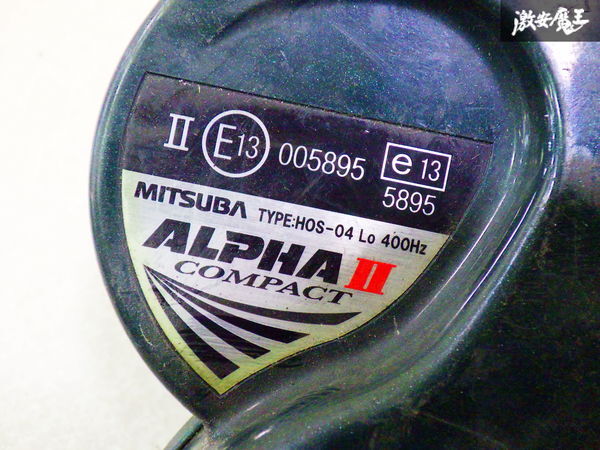 激安魔王
II E13 005895 e 13
5895
MITSUBA TYPE:HOS-04 Lo 400Hz
ALPHA II
COMPACT